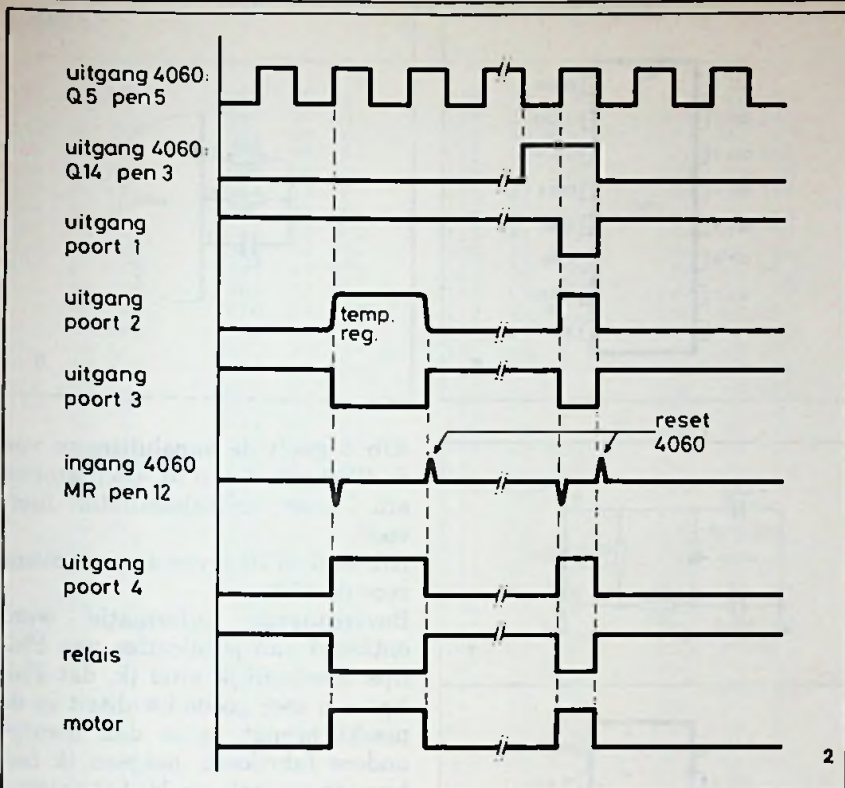 uitgang 4060:
Q5 pen 5
uitgang 4060:
Q14 pen 3
uitgang
poort 1
uitgang
poort 2
temp.
reg.
uitgang
poort 3
reset
4060
ingang 4060
MR pen 12
uitgang
poort 4
relais
motor
2